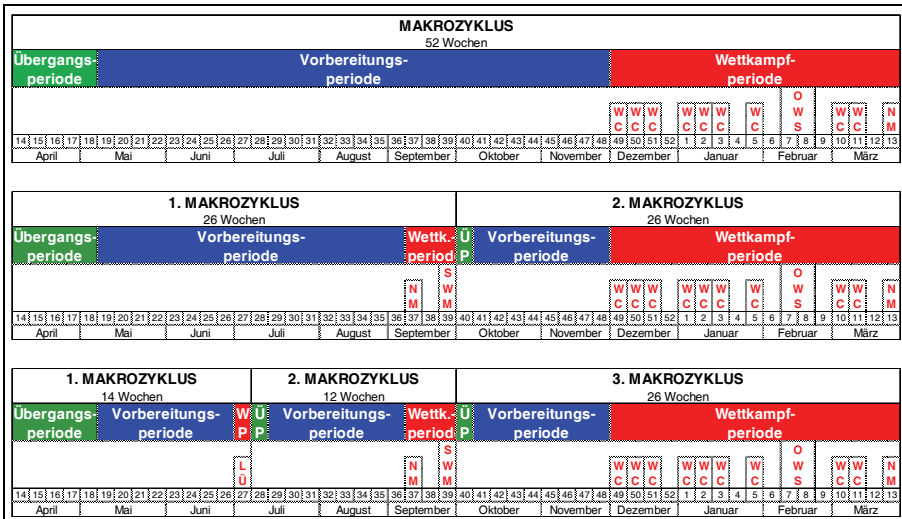 MAKROZYKLUS
52 Wochen
Übergangs- Vorbereitungs- Wettkampf-
periode periode periode
O
W W W W W W W W W W N
C C C C C C C S C C M
14 15 16 17 18 19 20 21 22 23 24 25 26 27 28 29 30 31 32 33 34 35 36 37 38 39 40 41 42 43 44 45 46 47 48 49 50 51 52 1 2 3 4 5 6 7 8 9 10 11 12 13
April Mai Juni Juli August September Oktober November Dezember Januar Februar März
1. MAKROZYKLUS 2. MAKROZYKLUS
26 Wochen 26 Wochen
Übergangs- Vorbereitungs- Wettk.- Ü Vorbereitungs- Wettkampf-
periode periode period P periode periode
S O
N W W W W W W W W W W W N
M M C C C C C C C S C C M
14 15 16 17 18 19 20 21 22 23 24 25 26 27 28 29 30 31 32 33 34 35 36 37 38 39 40 41 42 43 44 45 46 47 48 49 50 51 52 1 2 3 4 5 6 7 8 9 10 11 12 13
April Mai Juni Juli August September Oktober November Dezember Januar Februar März
1. MAKROZYKLUS 2. MAKROZYKLUS 3. MAKROZYKLUS
14 Wochen 12 Wochen 26 Wochen
Übergangs- Vorbereitungs- W Ü Vorbereitungs- Wettk.- Ü Vorbereitungs- Wettkampf-
periode periode P P periode period P periode periode
S O
L N W W W W W W W W W W W N
Ü M M C C C C C C C S C C M
14 15 16 17 18 19 20 21 22 23 24 25 26 27 28 29 30 31 32 33 34 35 36 37 38 39 40 41 42 43 44 45 46 47 48 49 50 51 52 1 2 3 4 5 6 7 8 9 10 11 12 13
April Mai Juni Juli August September Oktober November Dezember Januar Februar März